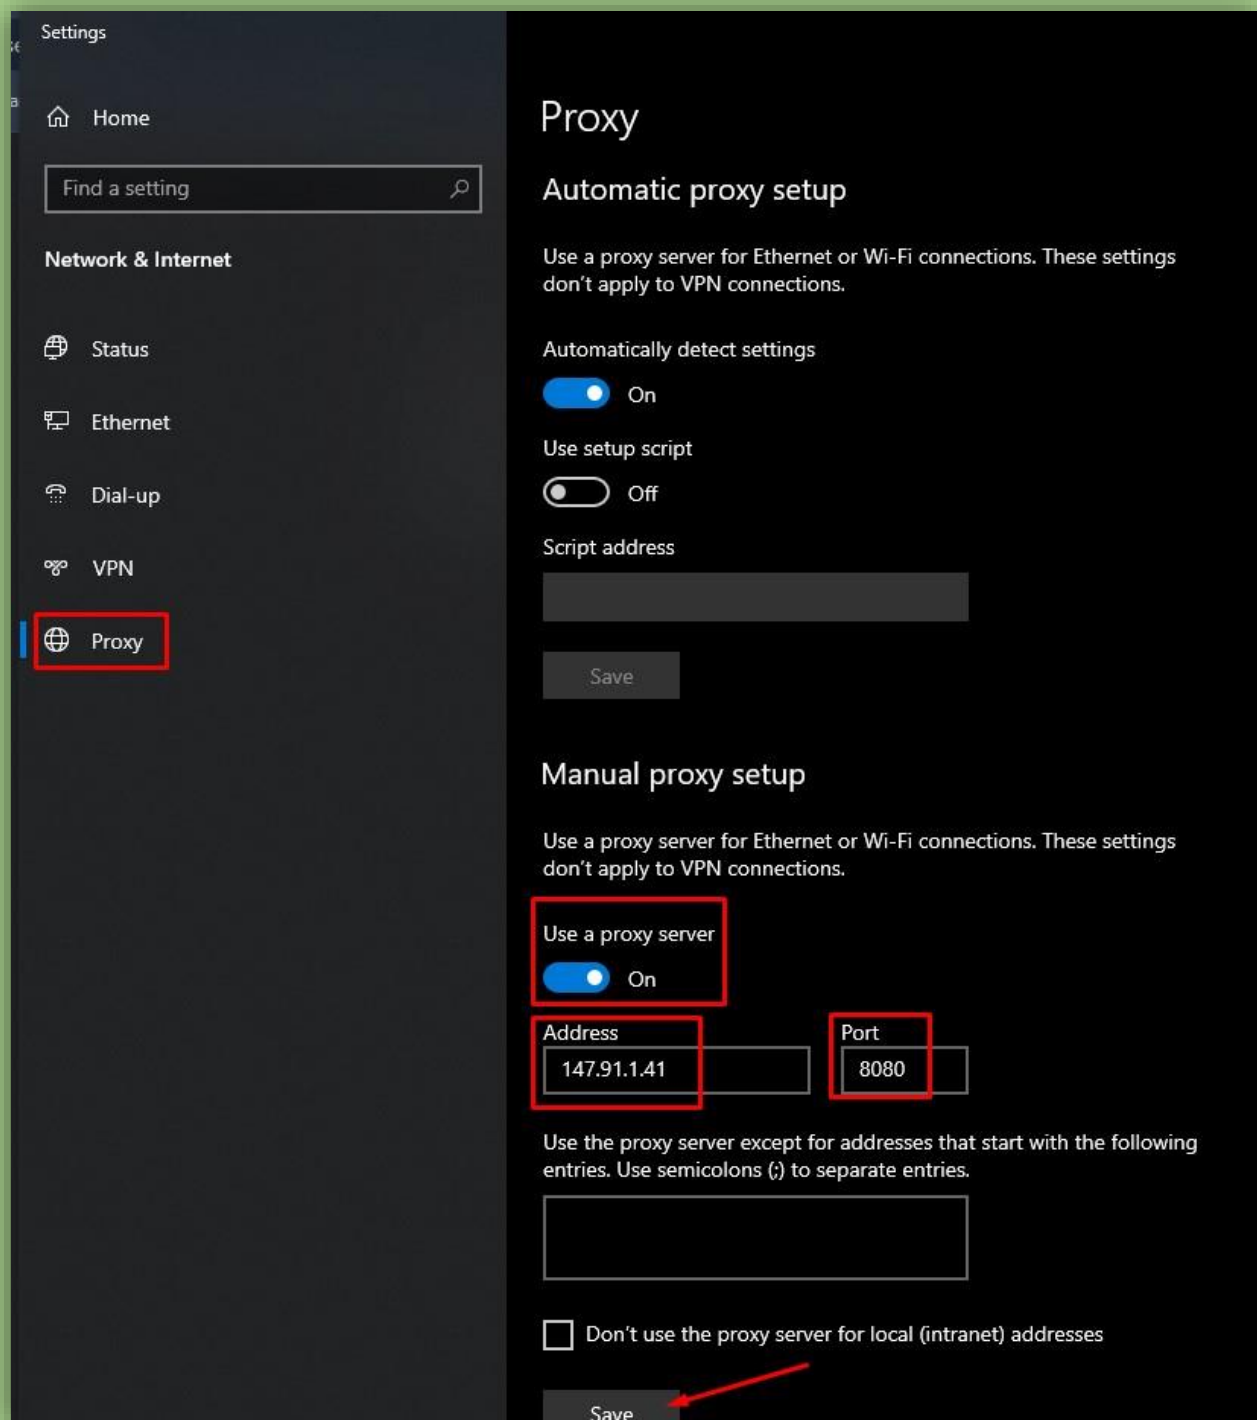 Settings
Home
Find a setting
Network & Internet
Status
Ethernet
Dial-up
VPN
Proxy
Proxy
Automatic proxy setup
Use a proxy server for Ethernet or Wi-Fi connections. These settings
don't apply to VPN connections.
Automatically detect settings
On
Use setup script
Off
Script address
Save
Manual proxy setup
Use a proxy server for Ethernet or Wi-Fi connections. These settings
don't apply to VPN connections.
Use a proxy server
On
Address Port
147.91.1.41 8080
Use the proxy server except for addresses that start with the following
entries. Use semicolons (;) to separate entries.
Don't use the proxy server for local (intranet) addresses
Save